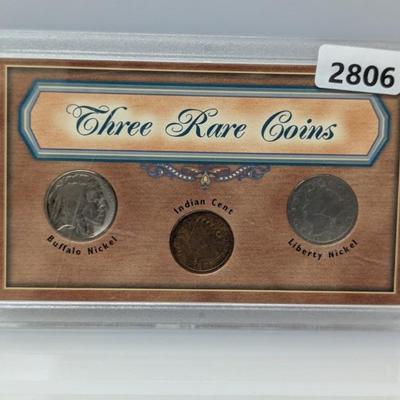 2806
Three Rare Coins
Buffalo Nickel
Indian Cent
Liberty Nickel